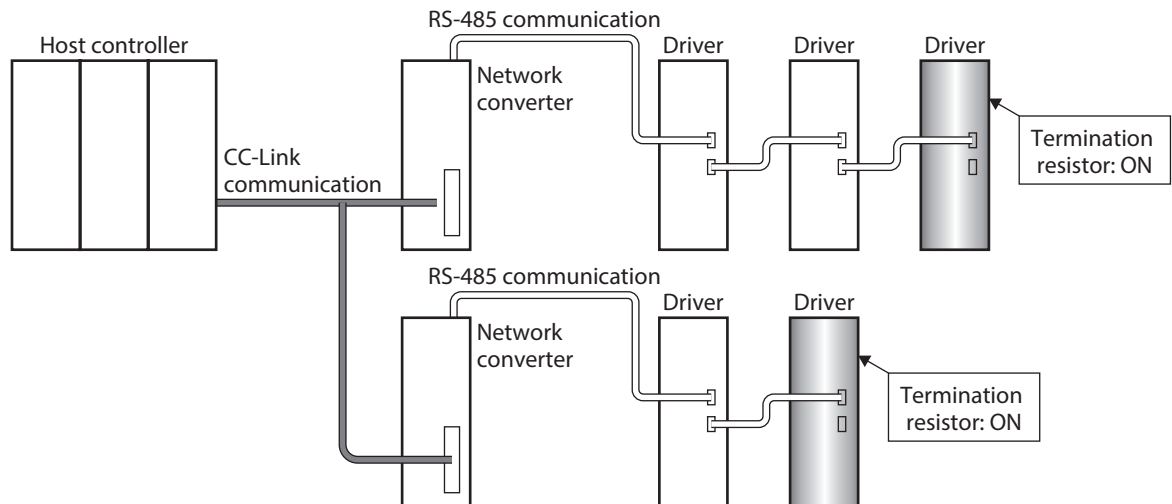 RS-485 communication
Host controller
Driver
Driver
Driver
Network
converter
Termination
resistor: ON
CC-Link
communication
RS-485 communication
Driver
Driver
Network
converter
Termination
resistor: ON